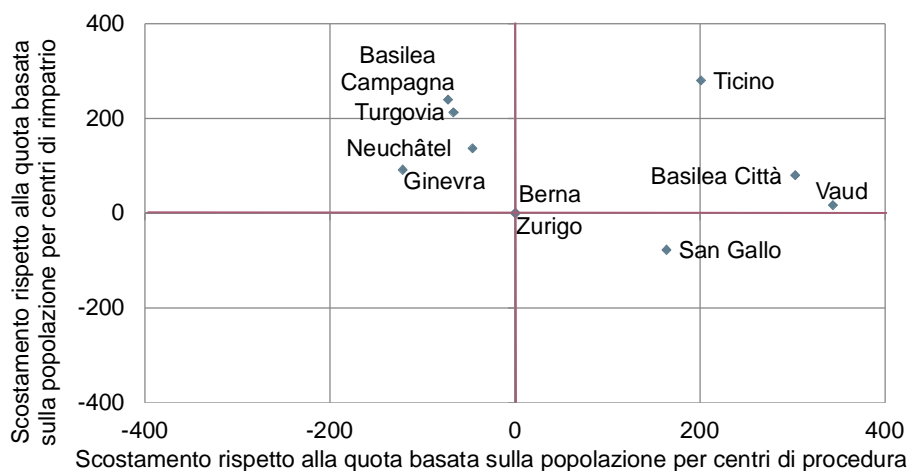 Scostamento rispetto alla quota basata
sulla popolazione per centri di rimpatrio
400
200
0
-200
-400
Basilea
Campagna
Turgovia
Neuchâtel
Ginevra
Ticino
Basilea Città
Vaud
Berna
Zurigo
San Gallo
-400 -200 0 200 400
Scostamento rispetto alla quota basata sulla popolazione per centri di procedura